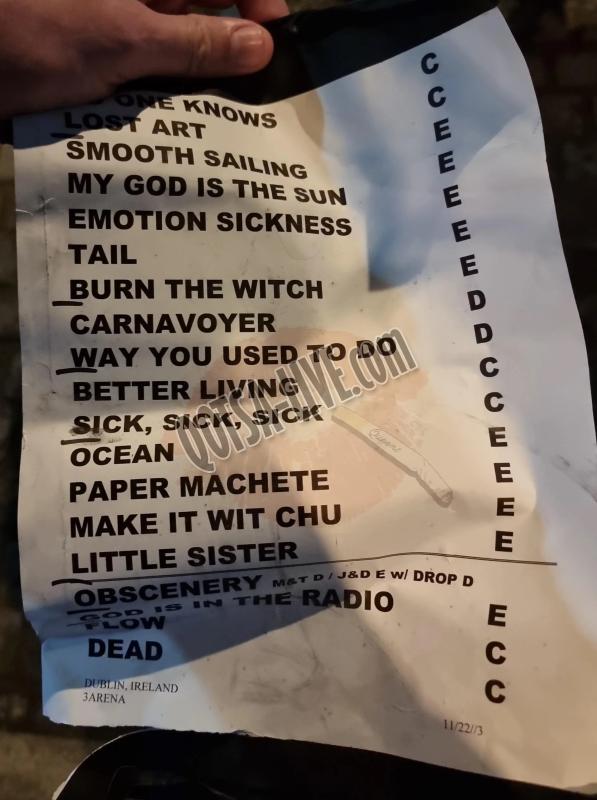 ONE KNOWS C
LOST ART C
SMOOTH SAILING E
MY GOD IS THE SUN E
EMOTION SICKNESS E
TAIL E
BURN THE WITCH E
CARNAVOYER D
WAY YOU USED TO DO D
BETTER LIVING C
SICK, SICK, SICK C
OCEAN E
PAPER MACHETE E
MAKE IT WIT CHU E
LITTLE SISTER E
OBSCENERY M&T D / J&D E W/ DROP D
GOD IS IN THE RADIO E
FLOW C
DEAD C
DUBLIN, IRELAND
3ARENA
11/22//3
QOTSAHIVE.com
Queens